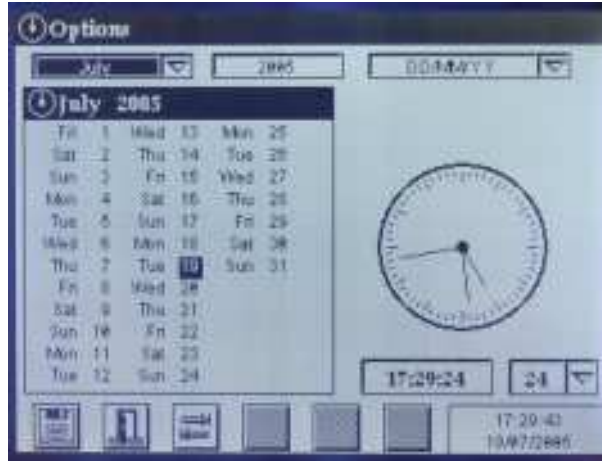 Options
July 2005 DD/MM/YY
July 2005
Fri 1 Wed 13 Mon 25
Sat 2 Thu 14 Tue 26
Sun 3 Fri 15 Wed 27
Mon 4 Sat 16 Thu 28
Tue 5 Sun 17 Fri 29
Wed 6 Mon 18 Sat 30
Thu 7 Tue 19 Sun 31
Fri 8 Wed 20
Sat 9 Thu 21
Sun 10 Fri 22
Mon 11 Sat 23
Tue 12 Sun 24
17:29:24 24
17:29:43
19/07/2005